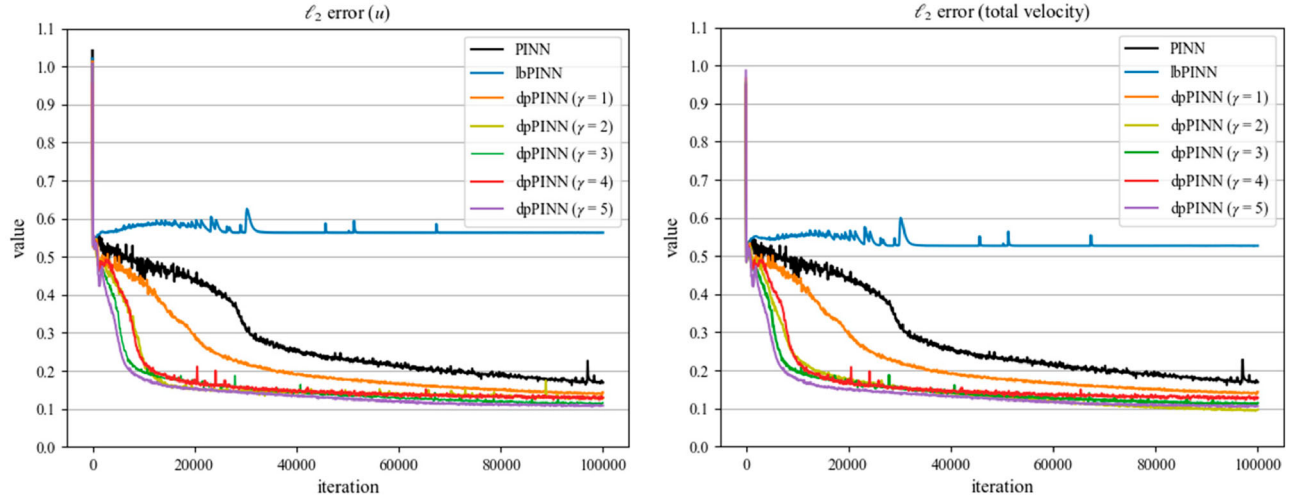 ℓ₂ error (u)
1.1
1.0
0.9
0.8
0.7
0.6
0.5
0.4
0.3
0.2
0.1
0.0
value
PINN
lbPINN
dpPINN (γ = 1)
dpPINN (γ = 2)
dpPINN (γ = 3)
dpPINN (γ = 4)
dpPINN (γ = 5)
0 20000 40000 60000 80000 100000
iteration
ℓ₂ error (total velocity)
1.1
1.0
0.9
0.8
0.7
0.6
0.5
0.4
0.3
0.2
0.1
0.0
value
PINN
lbPINN
dpPINN (γ = 1)
dpPINN (γ = 2)
dpPINN (γ = 3)
dpPINN (γ = 4)
dpPINN (γ = 5)
0 20000 40000 60000 80000 100000
iteration